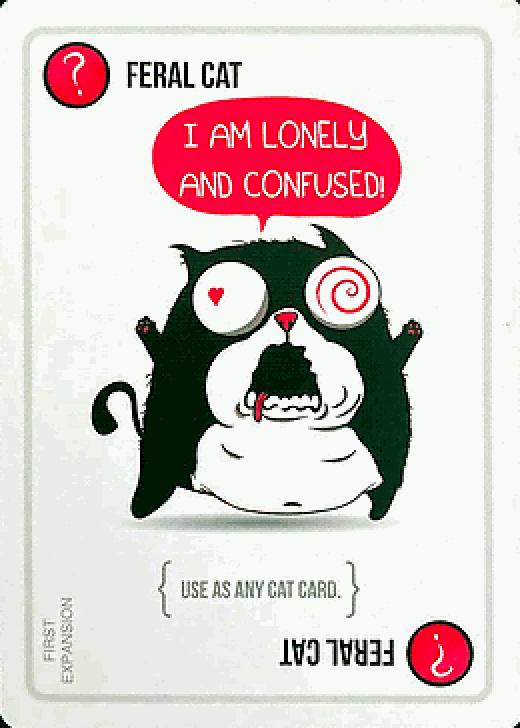 ?
FERAL CAT
I AM LONELY
AND CONFUSED!
{ USE AS ANY CAT CARD. }
FIRST
EXPANSION
FERAL CAT
?